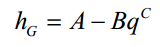 h_G = A − Bq^C